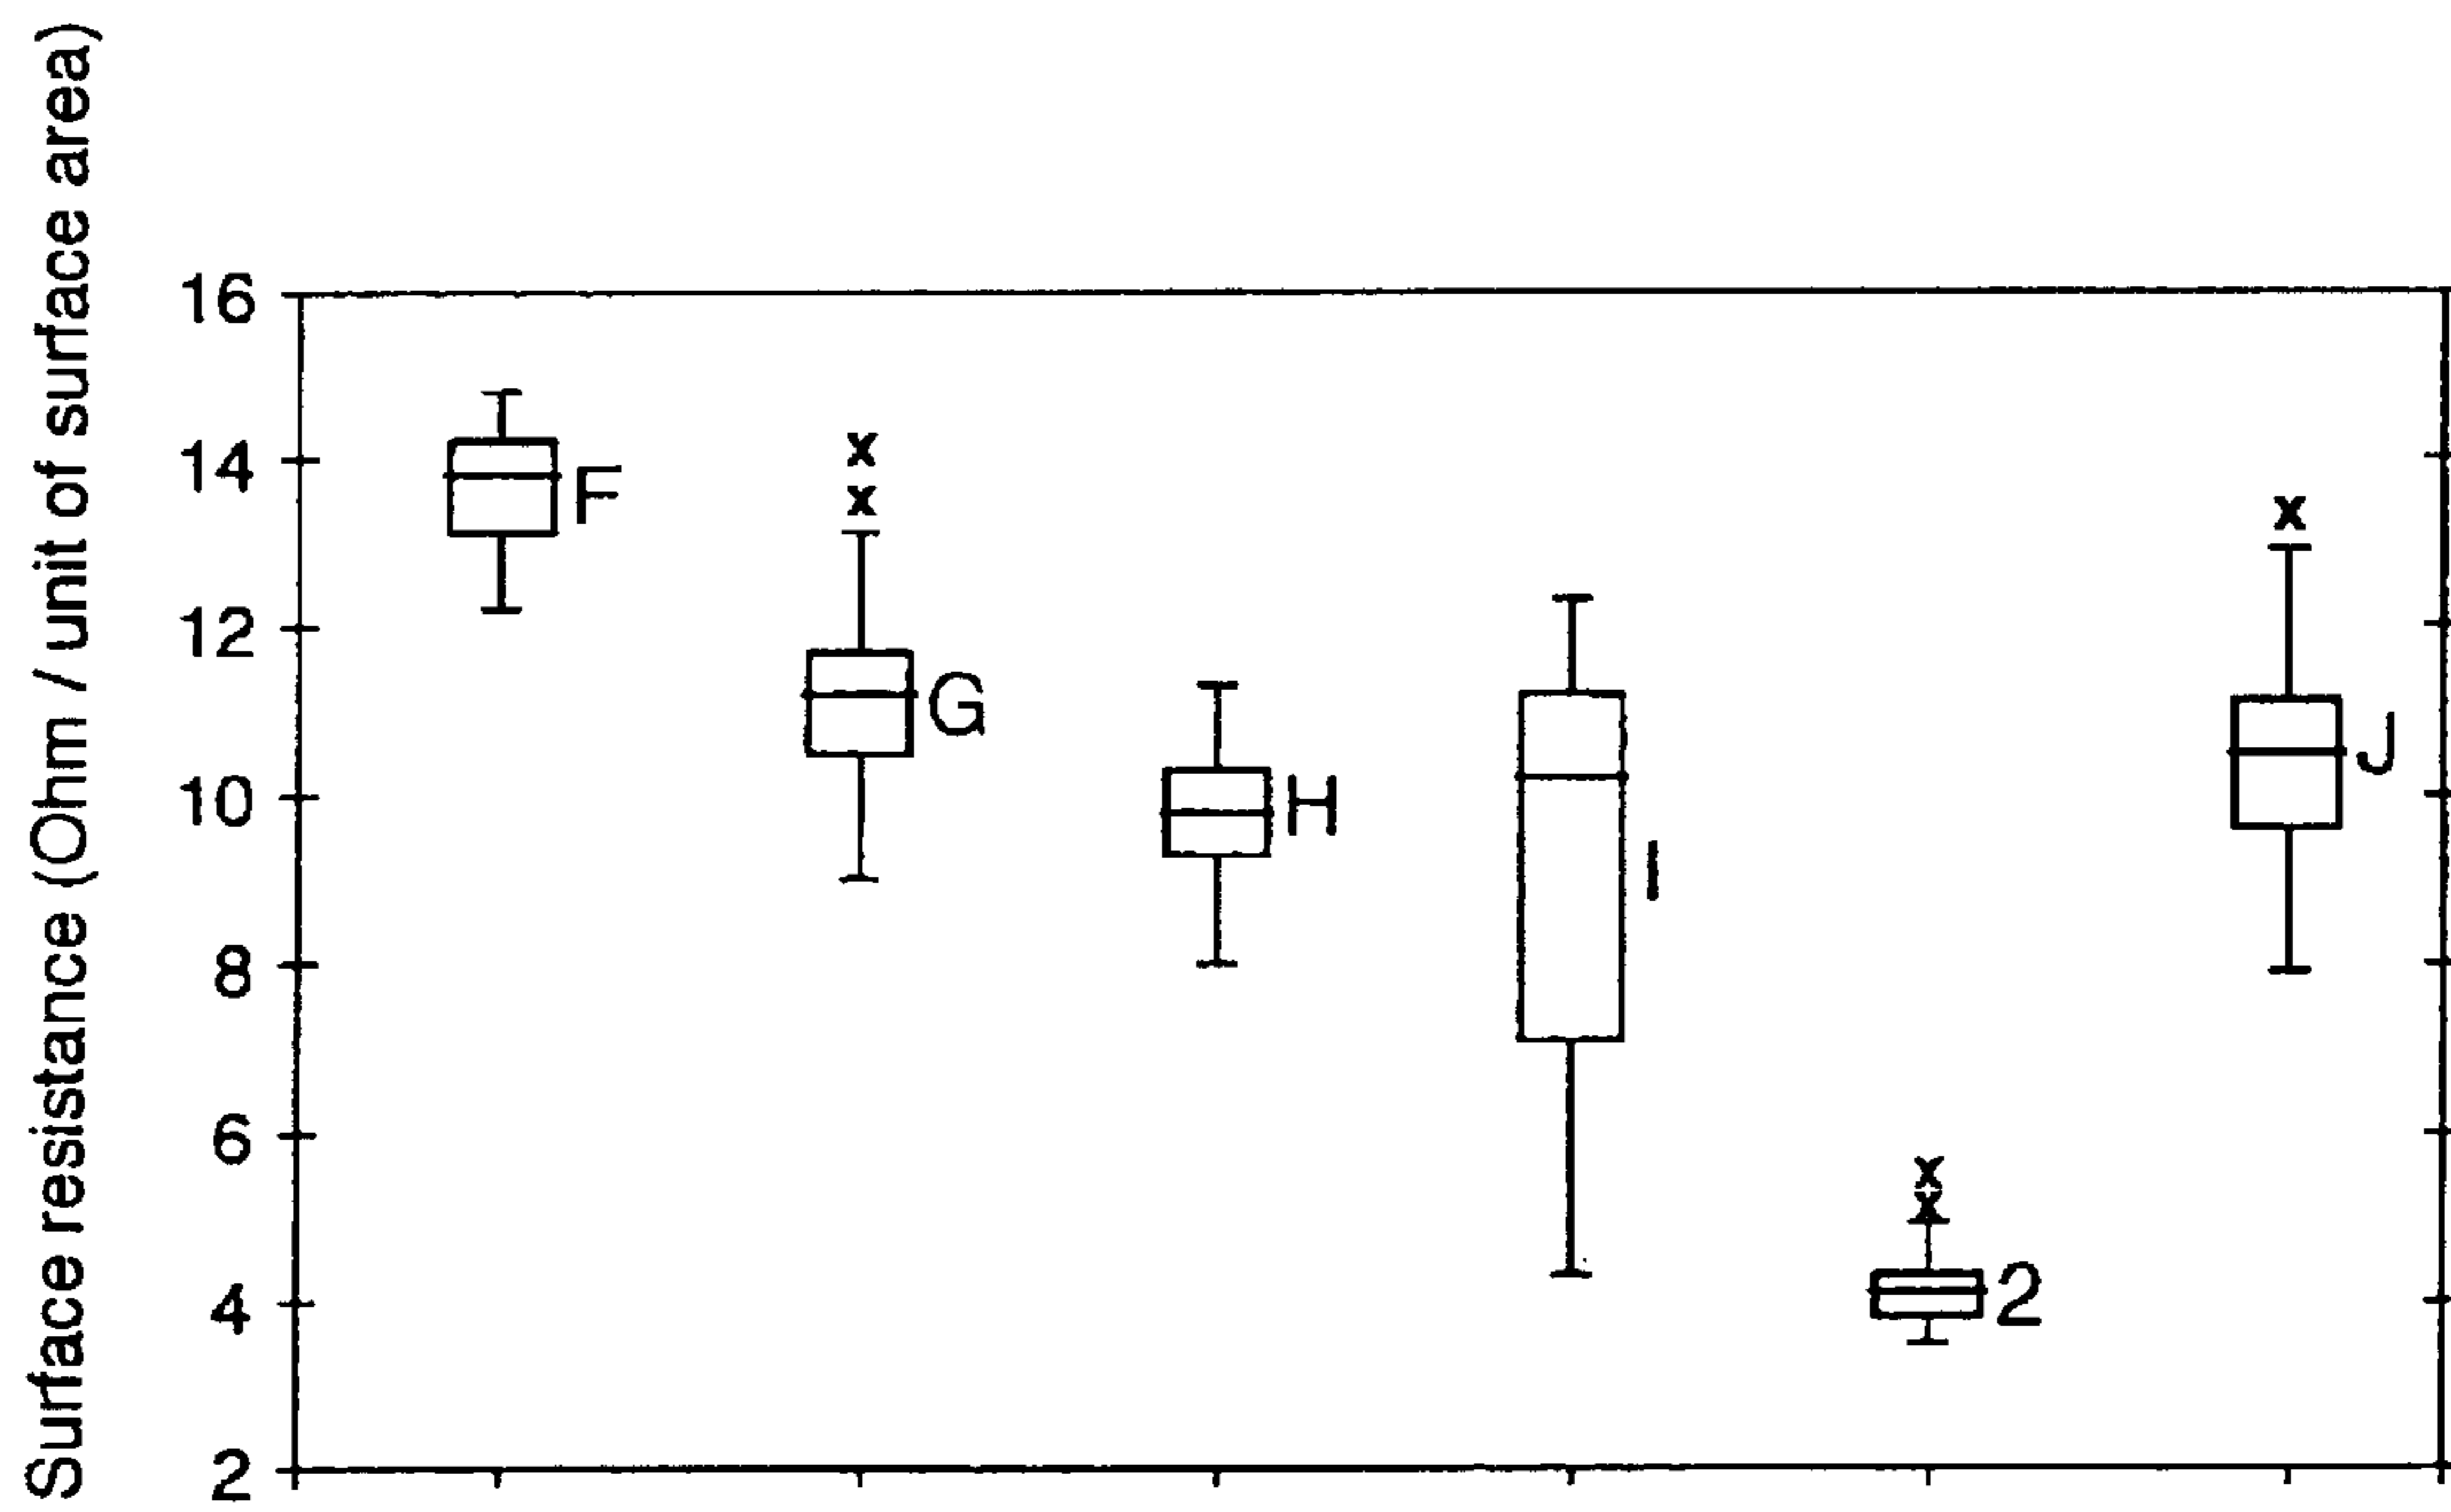 Surface resistance (Ohm / unit of surface area)
16
14
12
10
8
6
4
2
F
G
H
I
2
J